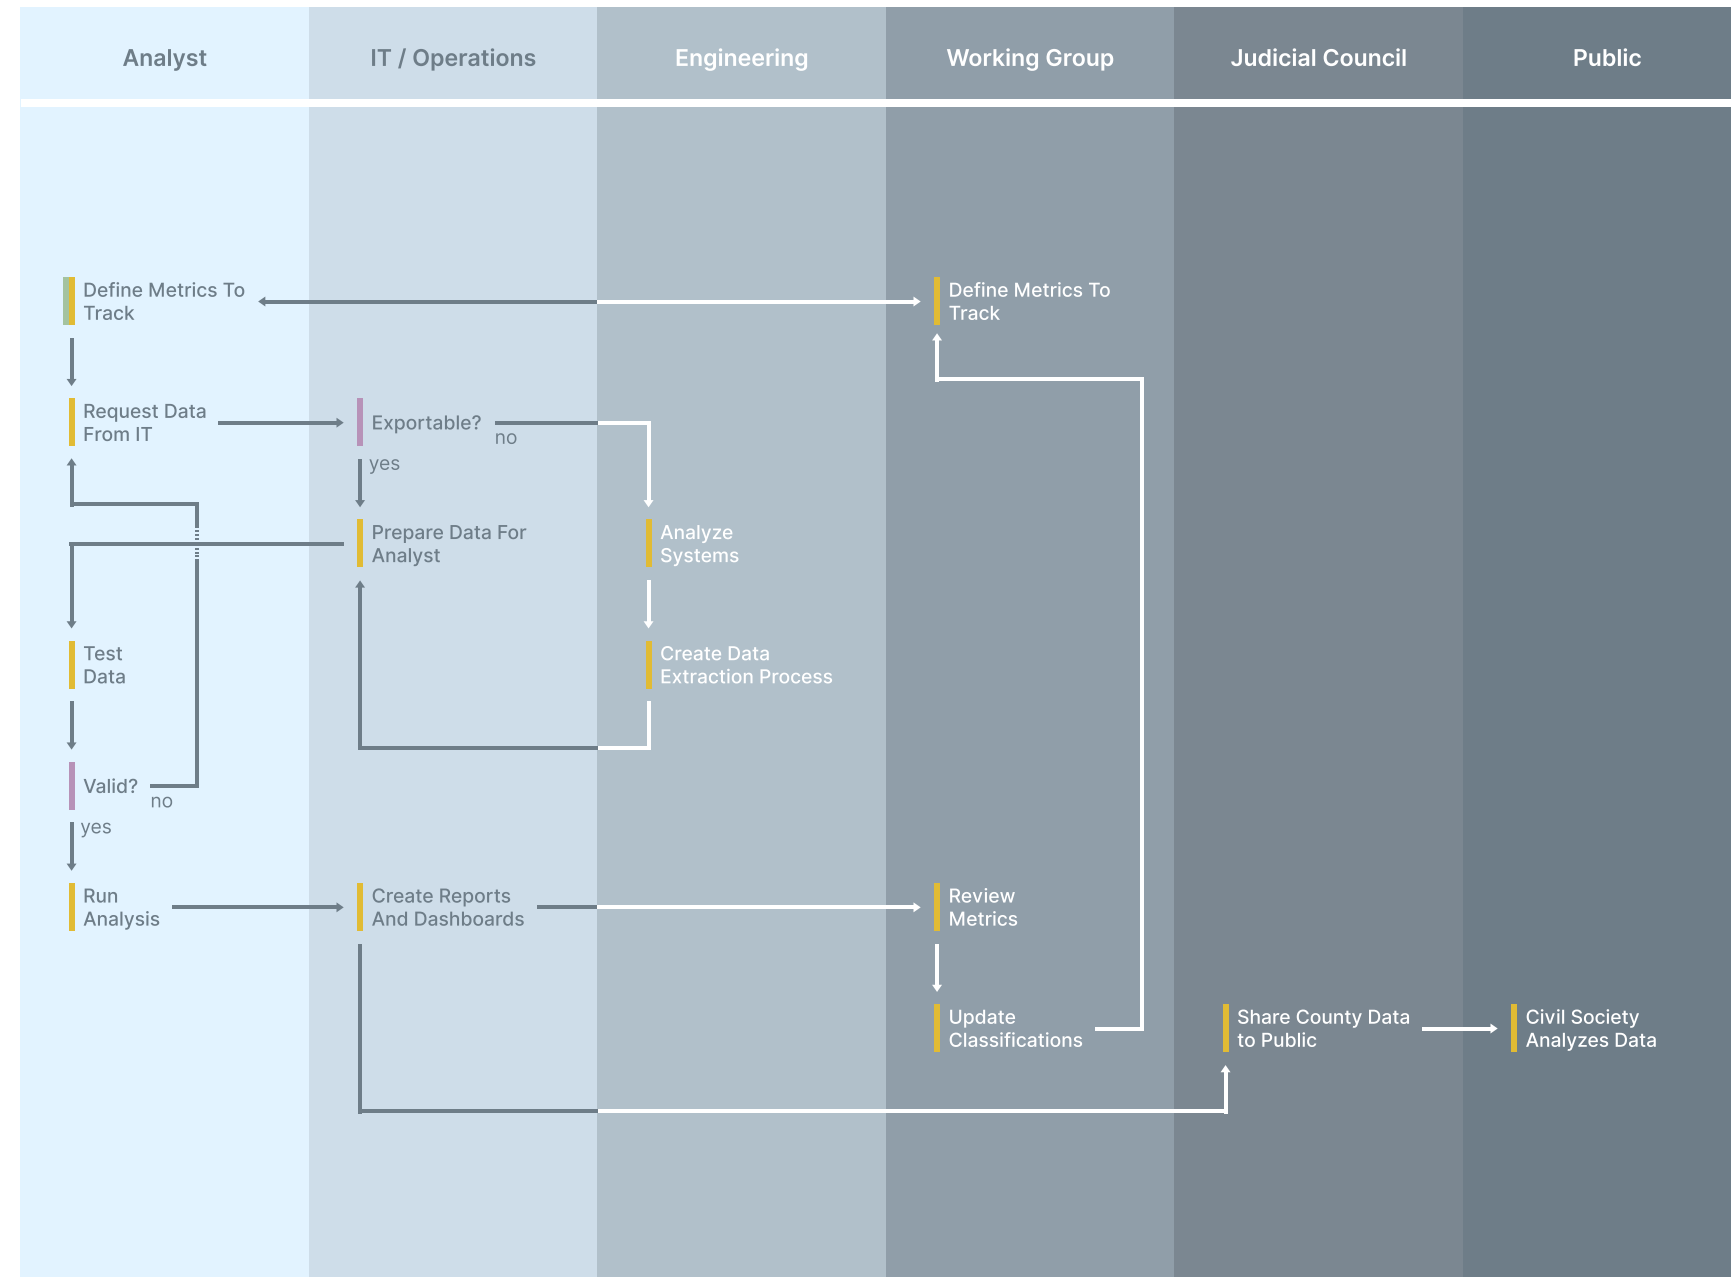 Analyst
IT / Operations
Engineering
Working Group
Judicial Council
Public
Define Metrics To
Track
Define Metrics To
Track
Request Data
From IT
Exportable?
no
yes
Prepare Data For
Analyst
Analyze
Systems
Test
Data
Create Data
Extraction Process
Valid?
no
yes
Run
Analysis
Create Reports
And Dashboards
Review
Metrics
Update
Classifications
Share County Data
to Public
Civil Society
Analyzes Data